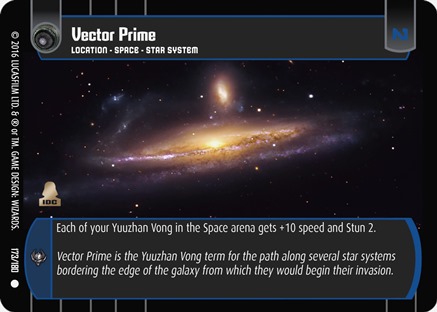 Vector Prime
LOCATION - SPACE - STAR SYSTEM
© 2016 LUCASFILM LTD. & ® OR TM. GAME DESIGN: WIZARDS.
IDC
173/180
Each of your Yuuzhan Vong in the Space arena gets +10 speed and Stun 2.
Vector Prime is the Yuuzhan Vong term for the path along several star systems
bordering the edge of the galaxy from which they would begin their invasion.